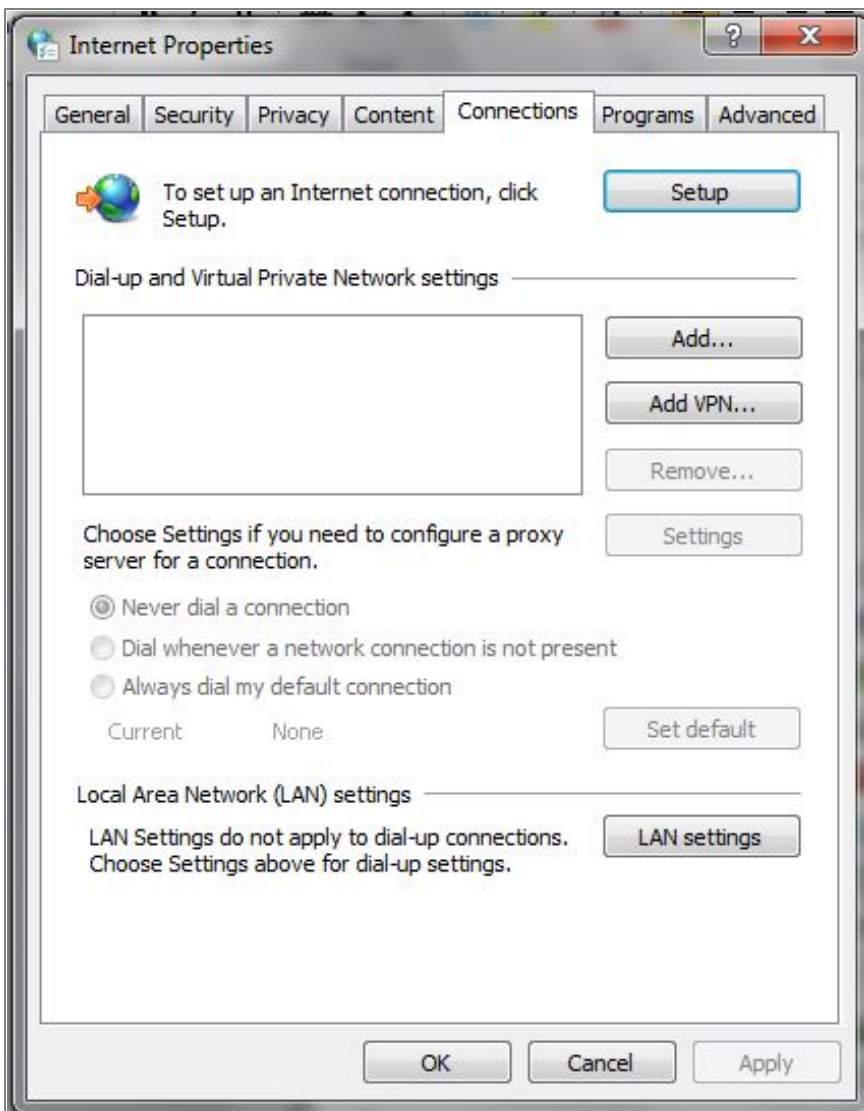 Internet Properties
General Security Privacy Content Connections Programs Advanced
To set up an Internet connection, click
Setup.
Setup
Dial-up and Virtual Private Network settings
Add...
Add VPN...
Remove...
Choose Settings if you need to configure a proxy
server for a connection.
Settings
Never dial a connection
Dial whenever a network connection is not present
Always dial my default connection
Current None
Set default
Local Area Network (LAN) settings
LAN Settings do not apply to dial-up connections.
Choose Settings above for dial-up settings.
LAN settings
OK Cancel Apply